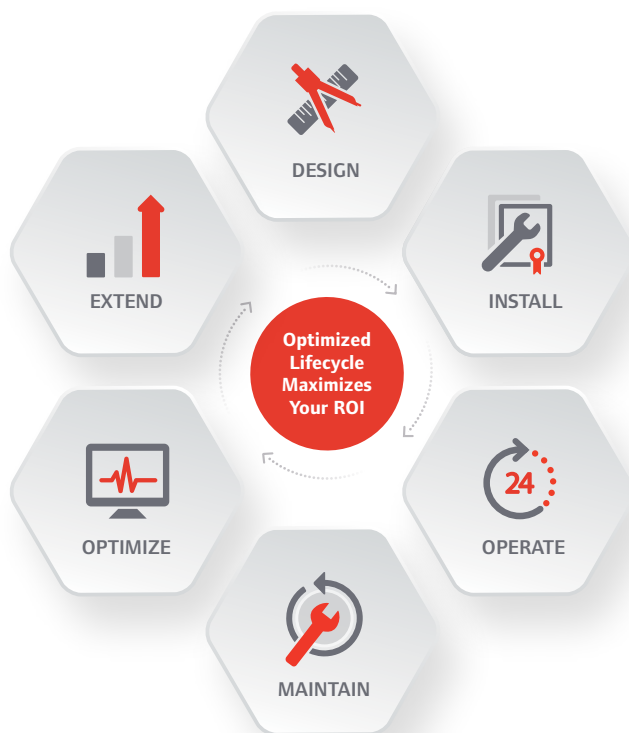 DESIGN
INSTALL
OPERATE
24
MAINTAIN
OPTIMIZE
EXTEND
Optimized
Lifecycle
Maximizes
Your ROI